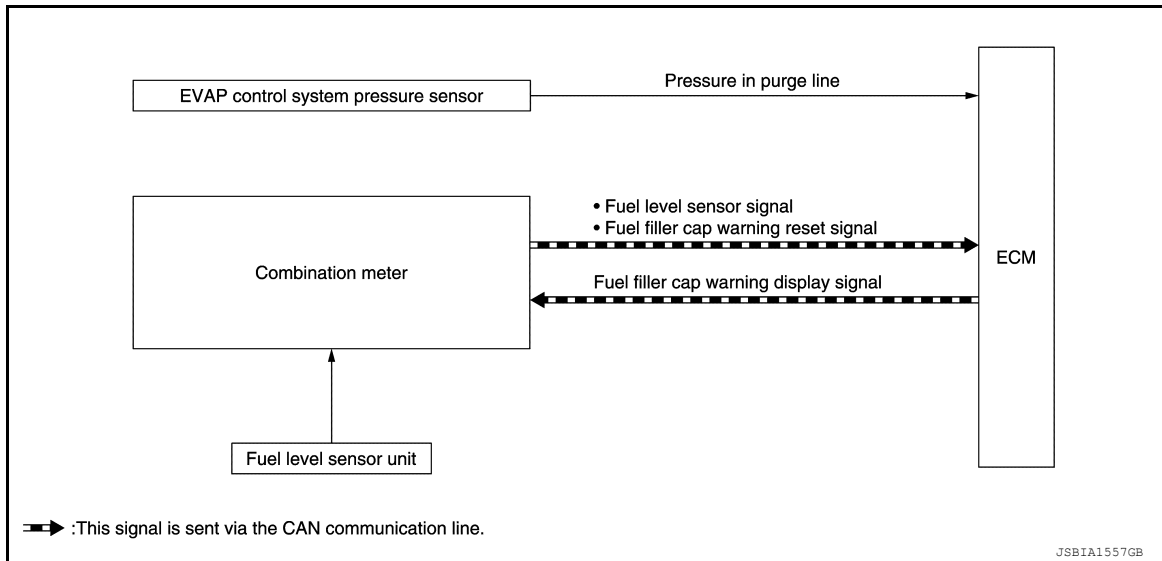 Pressure in purge line
EVAP control system pressure sensor
• Fuel level sensor signal
• Fuel filler cap warning reset signal
Combination meter
ECM
Fuel filler cap warning display signal
Fuel level sensor unit
:This signal is sent via the CAN communication line.
JSBIA1557GB